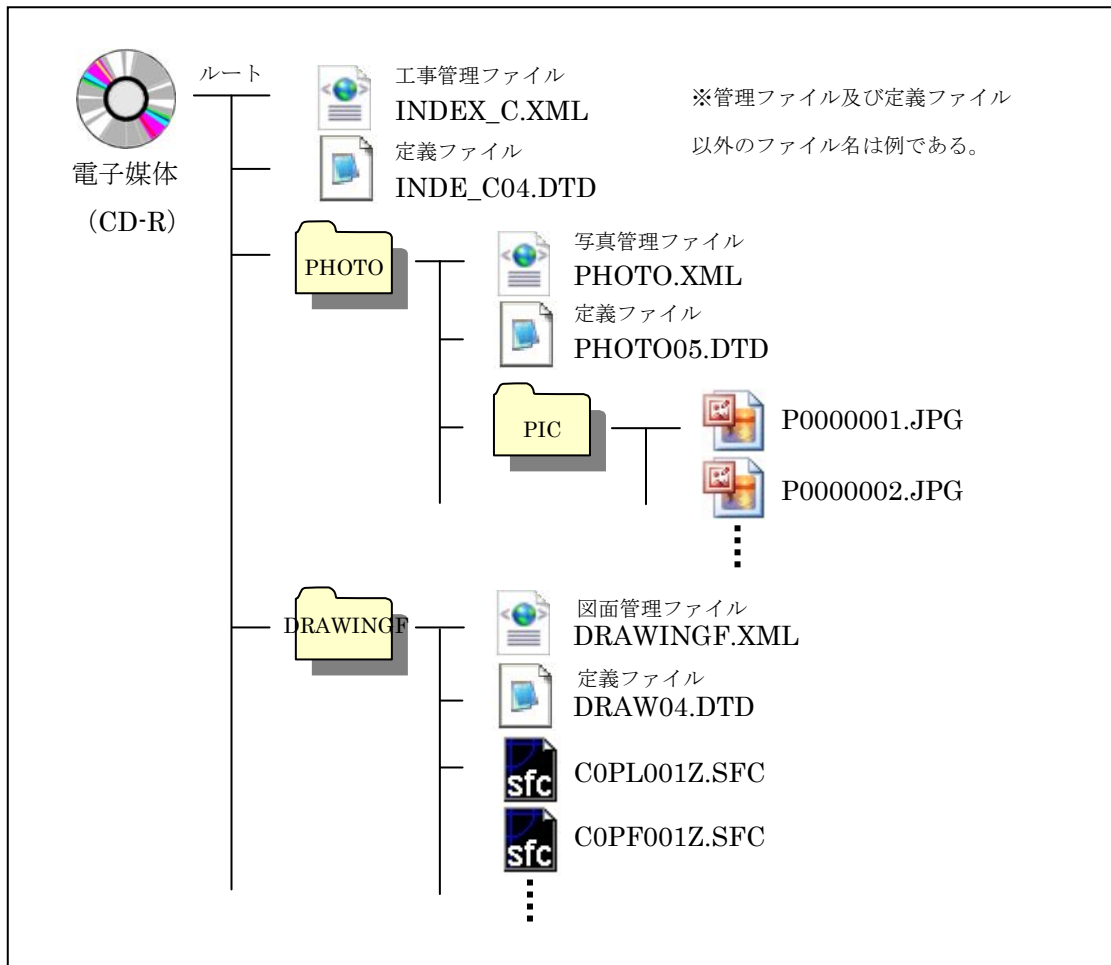 ルート
電子媒体
（CD-R）
工事管理ファイル
INDEX_C.XML
定義ファイル
INDE_C04.DTD
※管理ファイル及び定義ファイル
以外のファイル名は例である。
PHOTO
写真管理ファイル
PHOTO.XML
定義ファイル
PHOTO05.DTD
PIC
P0000001.JPG
P0000002.JPG
DRAWINGF
図面管理ファイル
DRAWINGF.XML
定義ファイル
DRAW04.DTD
sfc
C0PL001Z.SFC
sfc
C0PF001Z.SFC